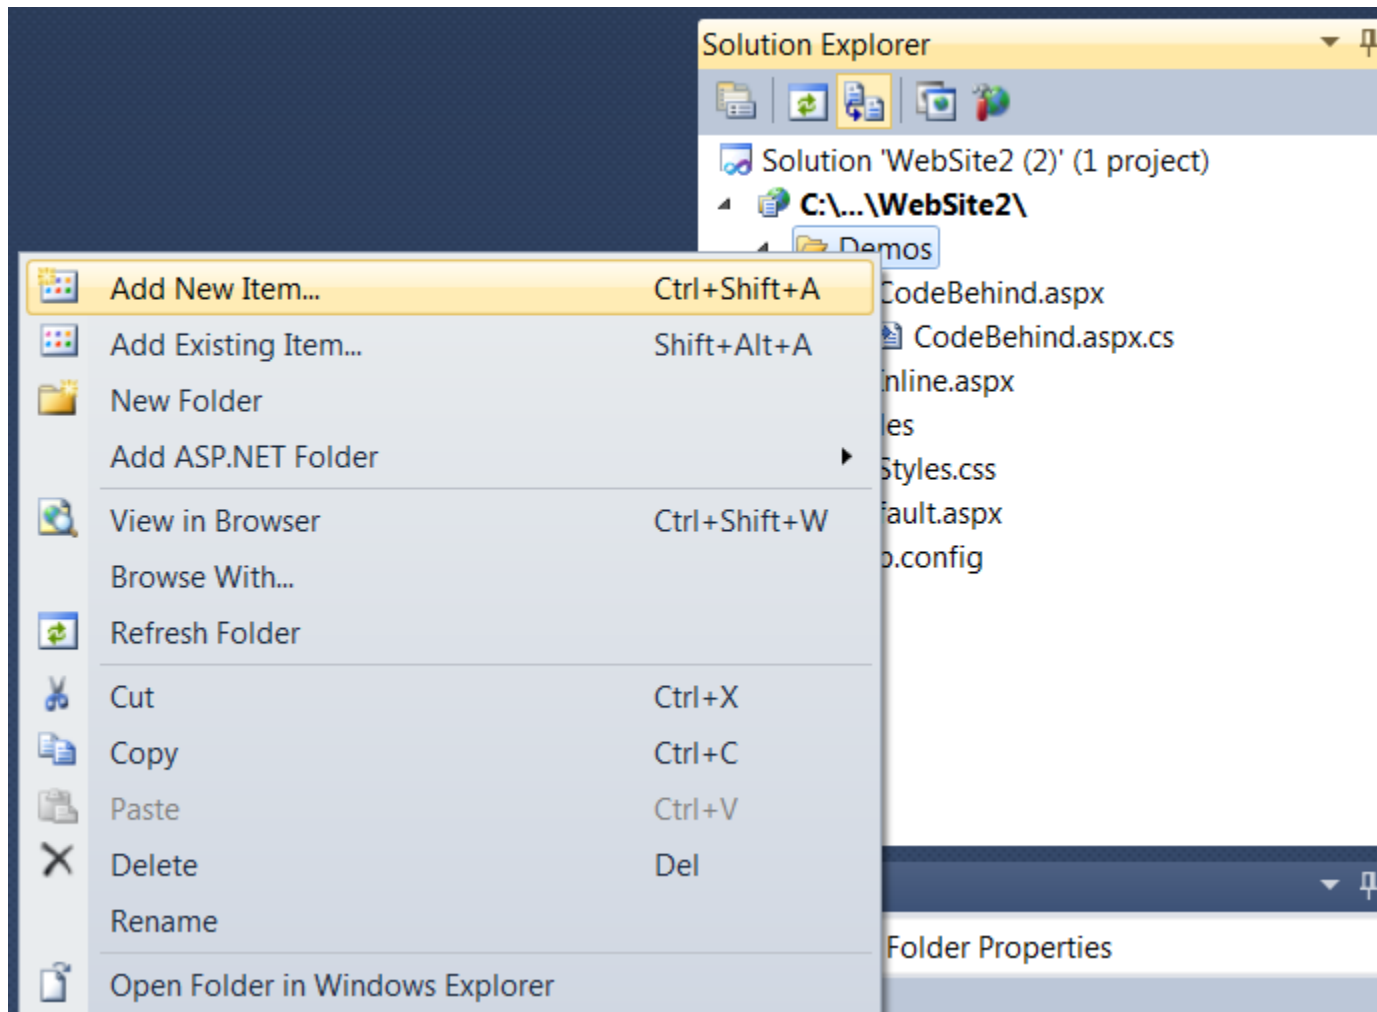 Solution Explorer
Solution 'WebSite2 (2)' (1 project)
C:\...\WebSite2\
Demos
CodeBehind.aspx
CodeBehind.aspx.cs
nline.aspx
les
Styles.css
fault.aspx
.config
Add New Item... Ctrl+Shift+A
Add Existing Item... Shift+Alt+A
New Folder
Add ASP.NET Folder
View in Browser Ctrl+Shift+W
Browse With...
Refresh Folder
Cut Ctrl+X
Copy Ctrl+C
Paste Ctrl+V
Delete Del
Rename
Open Folder in Windows Explorer
Folder Properties